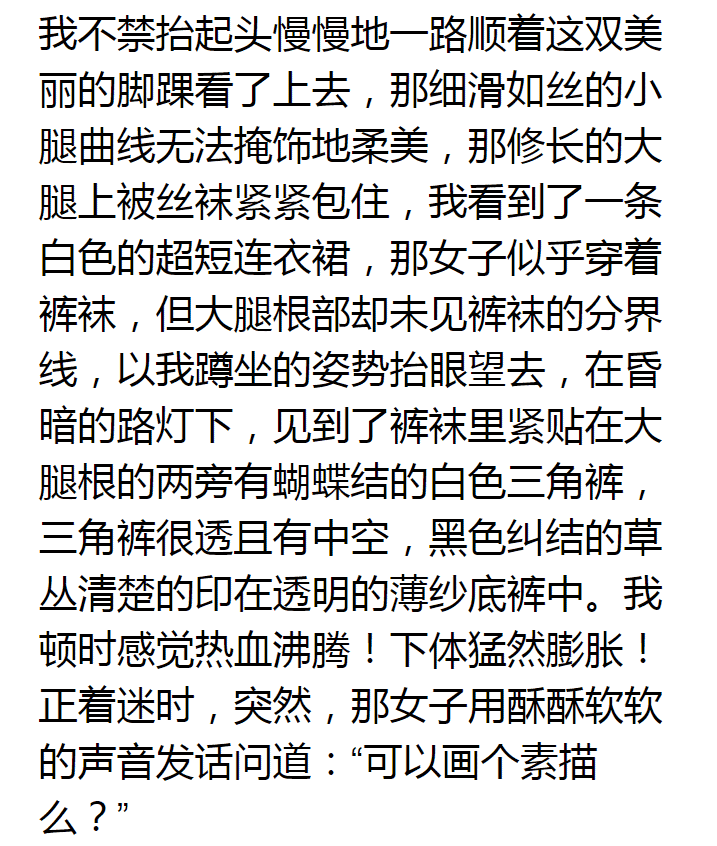 我不禁抬起头慢慢地一路顺着这双美
丽的脚踝看了上去，那细滑如丝的小
腿曲线无法掩饰地柔美，那修长的大
腿上被丝袜紧紧包住，我看到了一条
白色的超短连衣裙，那女子似乎穿着
裤袜，但大腿根部却未见裤袜的分界
线，以我蹲坐的姿势抬眼望去，在昏
暗的路灯下，见到了裤袜里紧贴在大
腿根的两旁有蝴蝶结的白色三角裤，
三角裤很透且有中空，黑色纠结的草
丛清楚的印在透明的薄纱底裤中。我
顿时感觉热血沸腾！下体猛然膨胀！
正着迷时，突然，那女子用酥酥软软
的声音发话问道：“可以画个素描
么？”